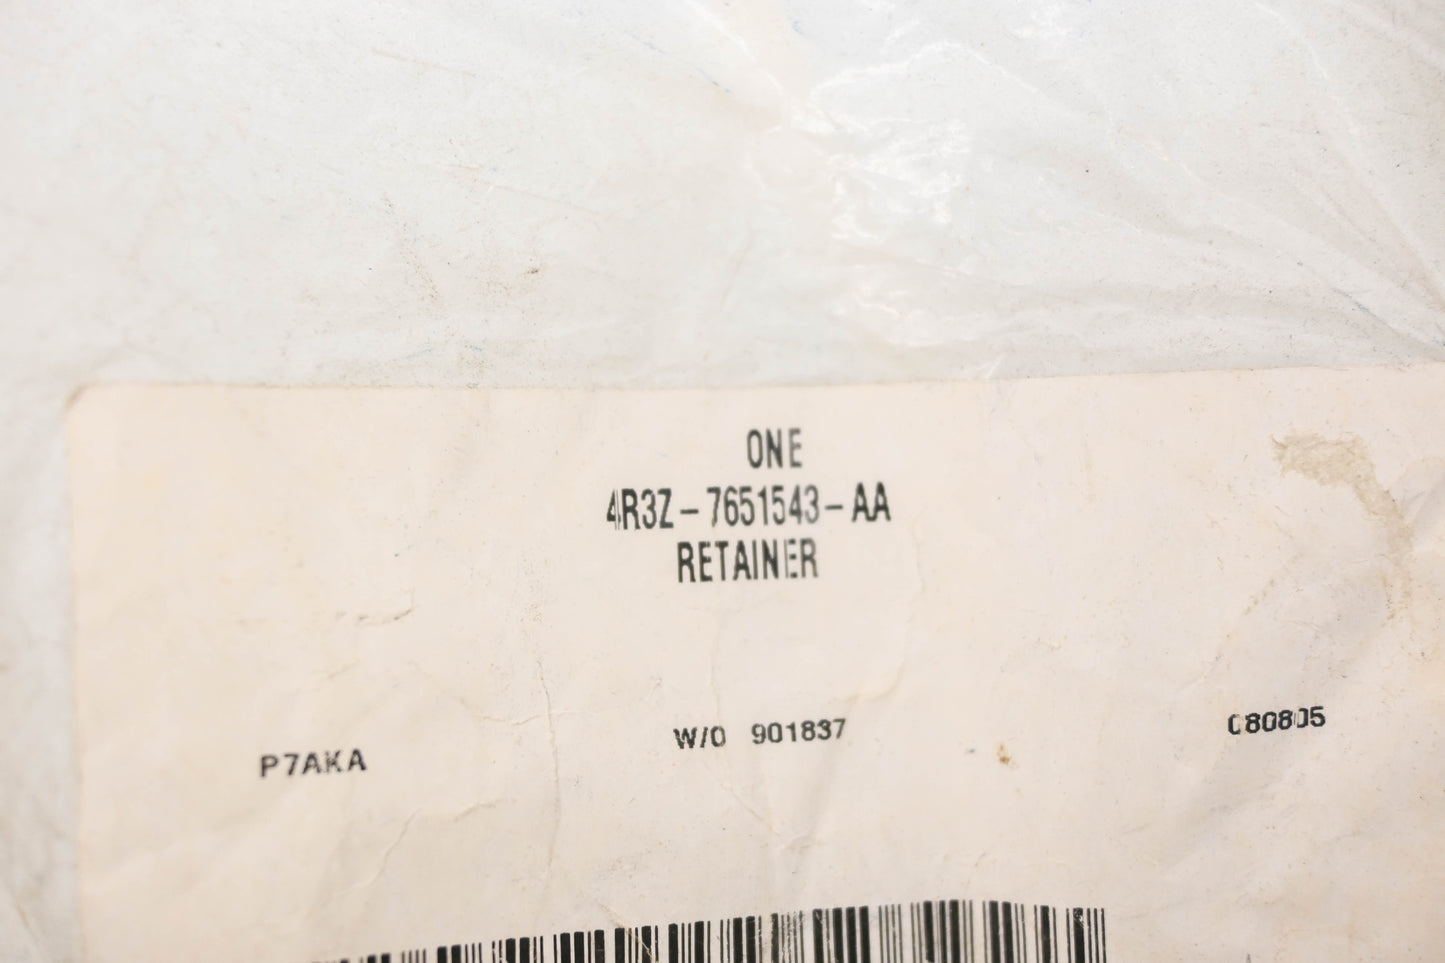 ONE
4R3Z-7651543-AA
RETAINER
P7AKA W/O 901837 080805